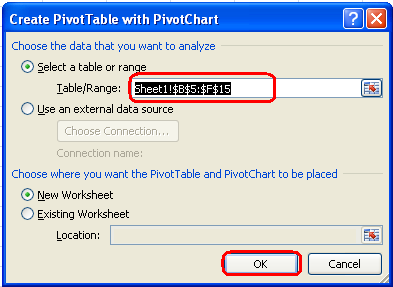 Create PivotTable with PivotChart
Choose the data that you want to analyze
Select a table or range
Table/Range: Sheet1!$B$5:$F$15
Use an external data source
Choose Connection...
Connection name:
Choose where you want the PivotTable and PivotChart to be placed
New Worksheet
Existing Worksheet
Location:
OK Cancel